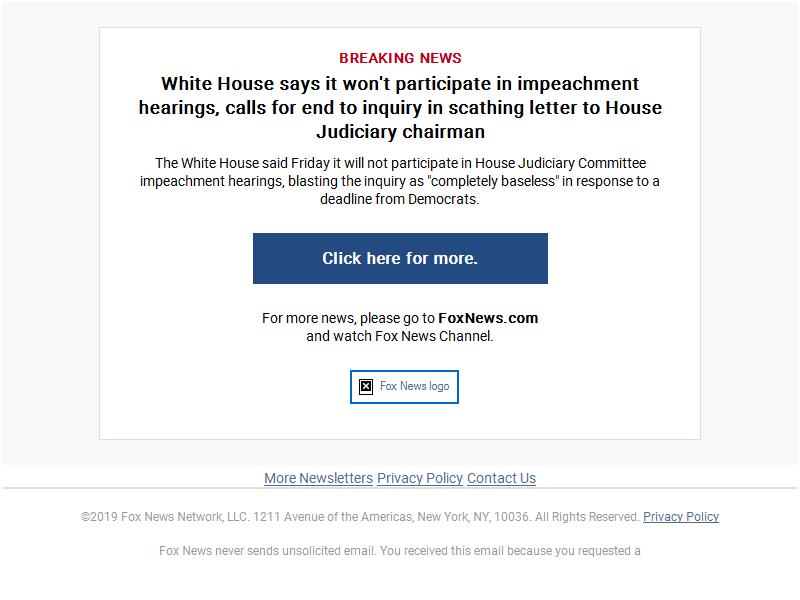 BREAKING NEWS
White House says it won't participate in impeachment
hearings, calls for end to inquiry in scathing letter to House
Judiciary chairman
The White House said Friday it will not participate in House Judiciary Committee
impeachment hearings, blasting the inquiry as "completely baseless" in response to a
deadline from Democrats.
Click here for more.
For more news, please go to FoxNews.com
and watch Fox News Channel.
Fox News logo
More Newsletters Privacy Policy Contact Us
©2019 Fox News Network, LLC. 1211 Avenue of the Americas, New York, NY, 10036. All Rights Reserved. Privacy Policy
Fox News never sends unsolicited email. You received this email because you requested a